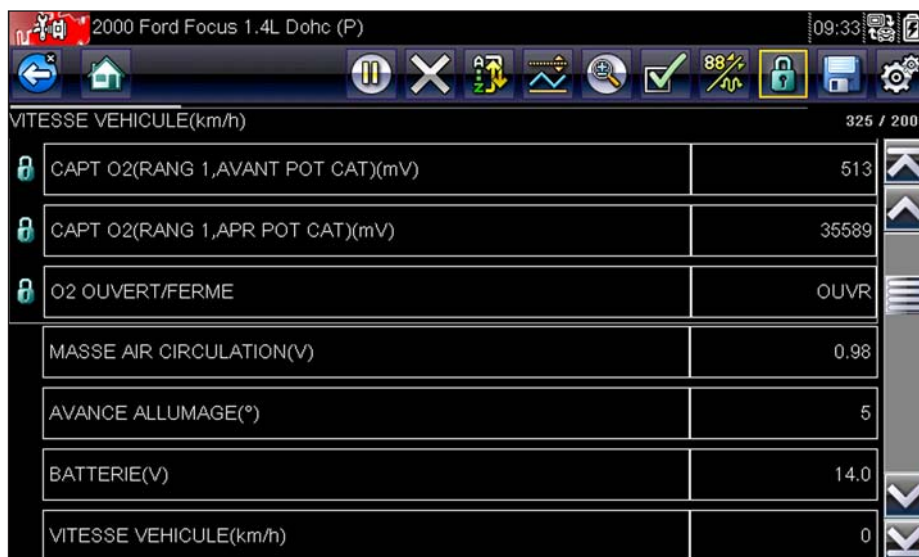 2000 Ford Focus 1.4L Dohc (P) 09:33
VITESSE VEHICULE(km/h) 325 / 200
CAPT O2(RANG 1,AVANT POT CAT)(mV) 513
CAPT O2(RANG 1,APR POT CAT)(mV) 35589
O2 OUVERT/FERME OUVR
MASSE AIR CIRCULATION(V) 0.98
AVANCE ALLUMAGE(°) 5
BATTERIE(V) 14.0
VITESSE VEHICULE(km/h) 0